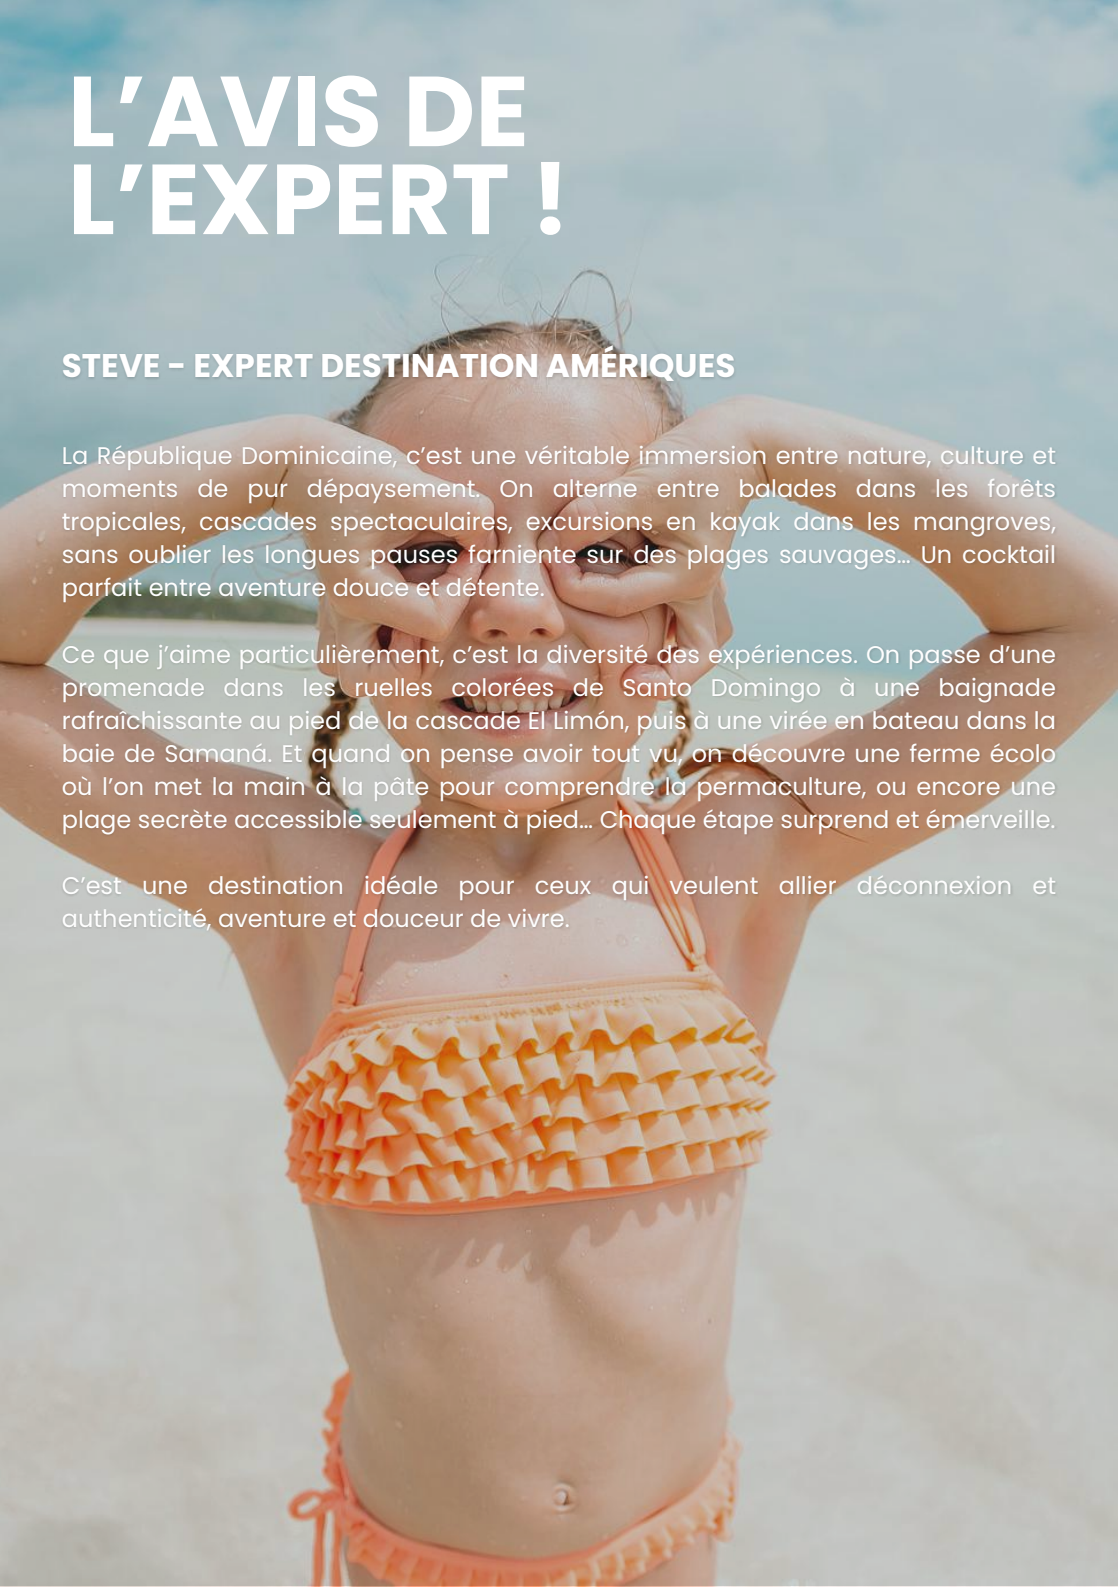 L’AVIS DE
L’EXPERT !
STEVE - EXPERT DESTINATION AMÉRIQUES
La République Dominicaine, c’est une véritable immersion entre nature, culture et
moments de pur dépaysement. On alterne entre balades dans les forêts
tropicales, cascades spectaculaires, excursions en kayak dans les mangroves,
sans oublier les longues pauses farniente sur des plages sauvages… Un cocktail
parfait entre aventure douce et détente.
Ce que j’aime particulièrement, c’est la diversité des expériences. On passe d’une
promenade dans les ruelles colorées de Santo Domingo à une baignade
rafraîchissante au pied de la cascade El Limón, puis à une virée en bateau dans la
baie de Samaná. Et quand on pense avoir tout vu, on découvre une ferme écolo
où l’on met la main à la pâte pour comprendre la permaculture, ou encore une
plage secrète accessible seulement à pied… Chaque étape surprend et émerveille.
C’est une destination idéale pour ceux qui veulent allier déconnexion et
authenticité, aventure et douceur de vivre.